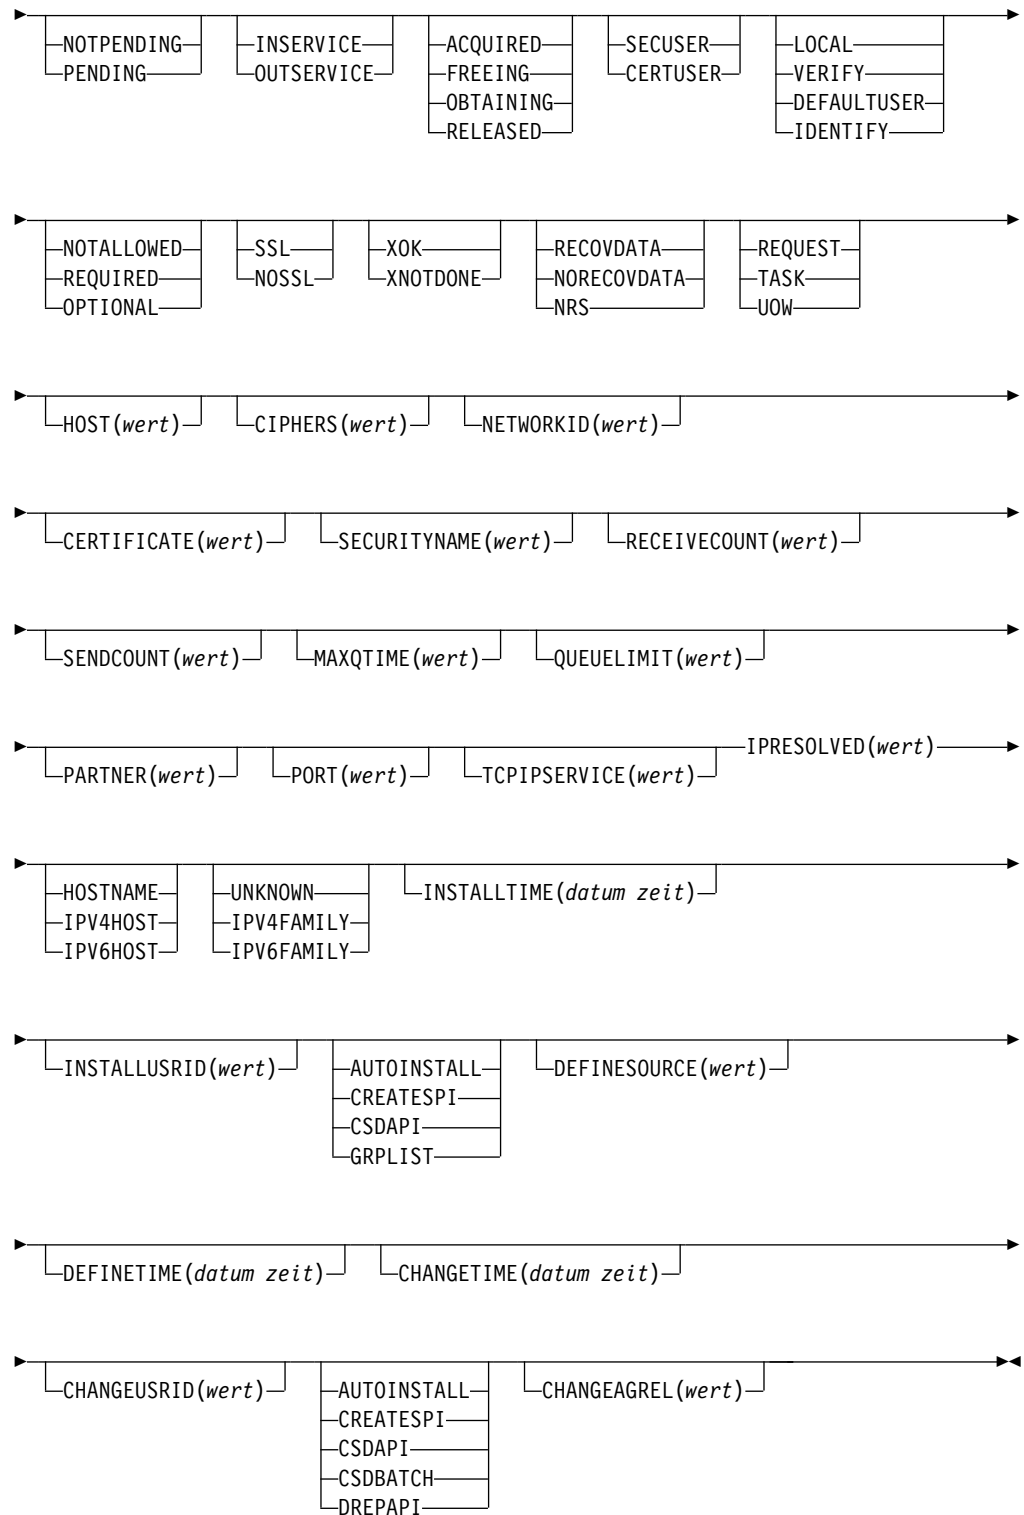 NOTPENDING INSERVICE ACQUIRED SECUSER LOCAL
PENDING OUTSERVICE FREEING CERTUSER VERIFY
OBTAINING DEFAULTUSER
RELEASED IDENTIFY
NOTALLOWED SSL XOK RECOVDATA REQUEST
REQUIRED NOSSL XNOTDONE NORECOVDATA TASK
OPTIONAL NRS UOW
HOST(wert) CIPHERS(wert) NETWORKID(wert)
CERTIFICATE(wert) SECURITYNAME(wert) RECEIVECOUNT(wert)
SENDCOUNT(wert) MAXQTIME(wert) QUEUELIMIT(wert)
IPRESOLVED(wert)
PARTNER(wert) PORT(wert) TCPIPSERVICE(wert)
HOSTNAME UNKNOWN INSTALLTIME(datum zeit)
IPV4HOST IPV4FAMILY
IPV6HOST IPV6FAMILY
INSTALLUSRID(wert) AUTOINSTALL DEFINESOURCE(wert)
CREATESPI
CSDAPI
GRPLIST
DEFINETIME(datum zeit) CHANGETIME(datum zeit)
CHANGEUSRID(wert) AUTOINSTALL CHANGEAGREL(wert)
CREATESPI
CSDAPI
CSDBATCH
DREPAPI